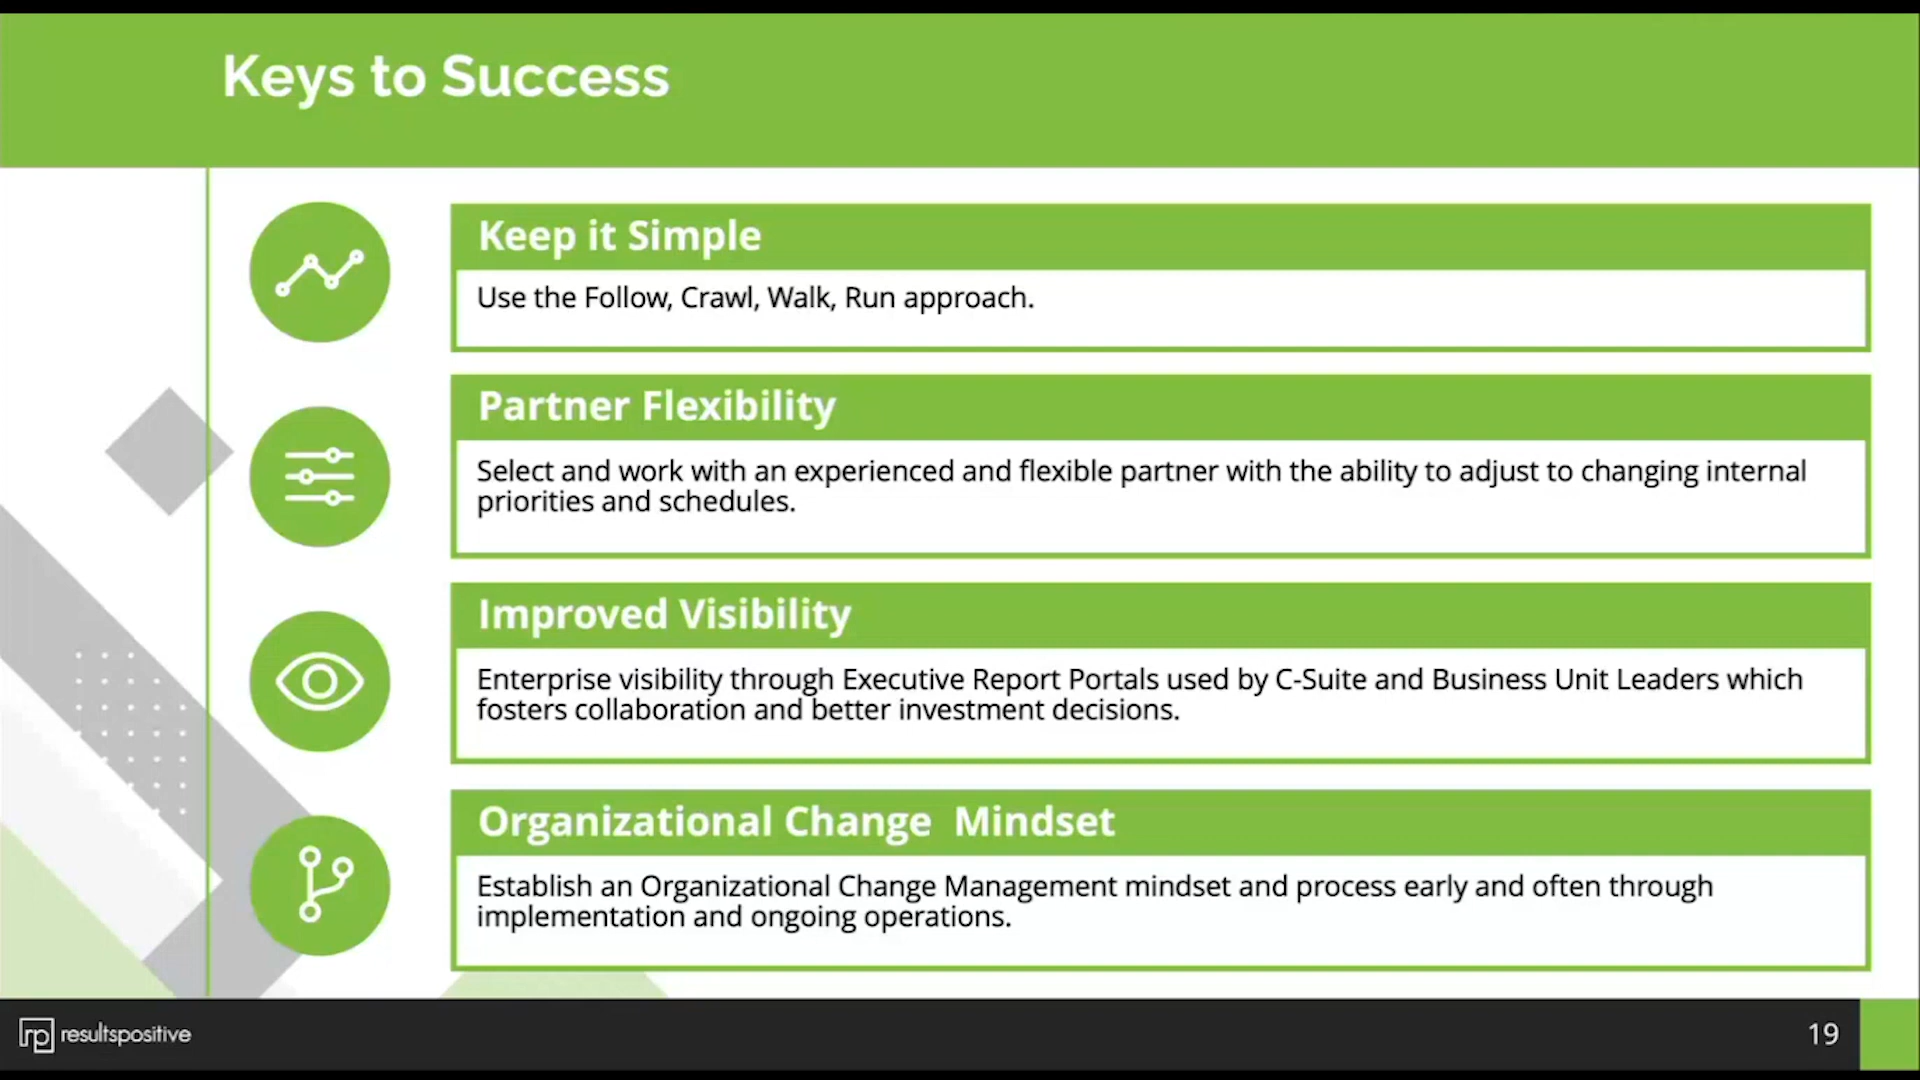 Keys to Success
Keep it Simple
Use the Follow, Crawl, Walk, Run approach.
Partner Flexibility
Select and work with an experienced and flexible partner with the ability to adjust to changing internal
priorities and schedules.
Improved Visibility
Enterprise visibility through Executive Report Portals used by C-Suite and Business Unit Leaders which
fosters collaboration and better investment decisions.
Organizational Change  Mindset
Establish an Organizational Change Management mindset and process early and often through
implementation and ongoing operations.
rp resultspositive
19